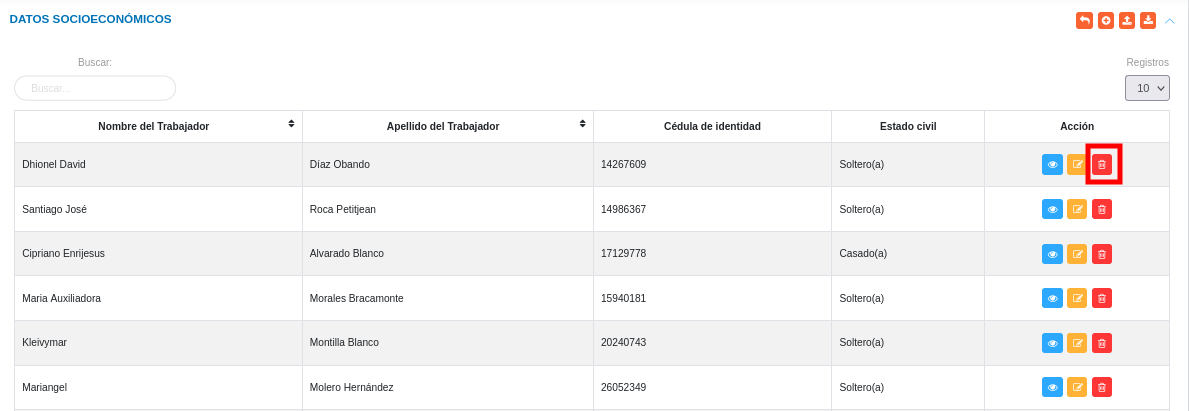 DATOS SOCIOECONÓMICOS
Buscar:
Registros
Buscar...
10
Nombre del Trabajador Apellido del Trabajador Cédula de identidad Estado civil Acción
Dhionel David Díaz Obando 14267609 Soltero(a)
Santiago José Roca Petitjean 14986367 Soltero(a)
Cipriano Enrijesus Alvarado Blanco 17129778 Casado(a)
Maria Auxiliadora Morales Bracamonte 15940181 Soltero(a)
Kleivymar Montilla Blanco 20240743 Soltero(a)
Mariangel Molero Hernández 26052349 Soltero(a)